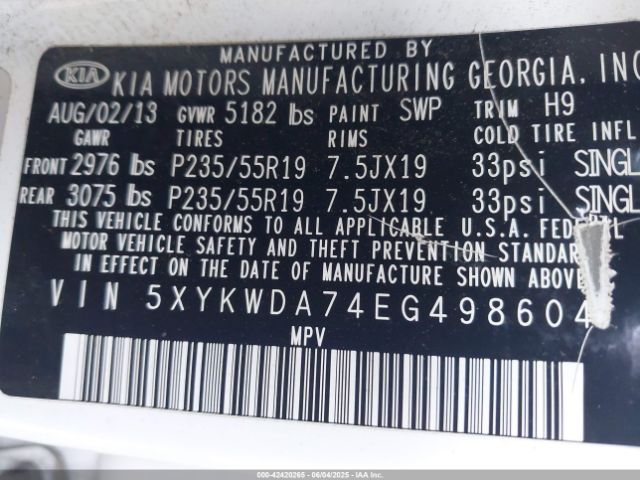 MANUFACTURED BY
KIA KIA MOTORS MANUFACTURING GEORGIA, INC
AUG/02/13 GVWR 5182 lbs PAINT SWP TRIM H9
GAWR TIRES RIMS COLD TIRE INFL
FRONT 2976 lbs P235/55R19 7.5JX19 33psi SINGL
REAR 3075 lbs P235/55R19 7.5JX19 33psi SINGL
THIS VEHICLE CONFORMS TO ALL APPLICABLE U.S.A. FEDERAL
MOTOR VEHICLE SAFETY AND THEFT PREVENTION STANDAR
IN EFFECT ON THE DATE OF MANUFACTURE SHOWN ABOVE.
VIN 5XYKWDA74EG498604
MPV
000-42420265 - 06/04/2025 - IAAI.COM COPART